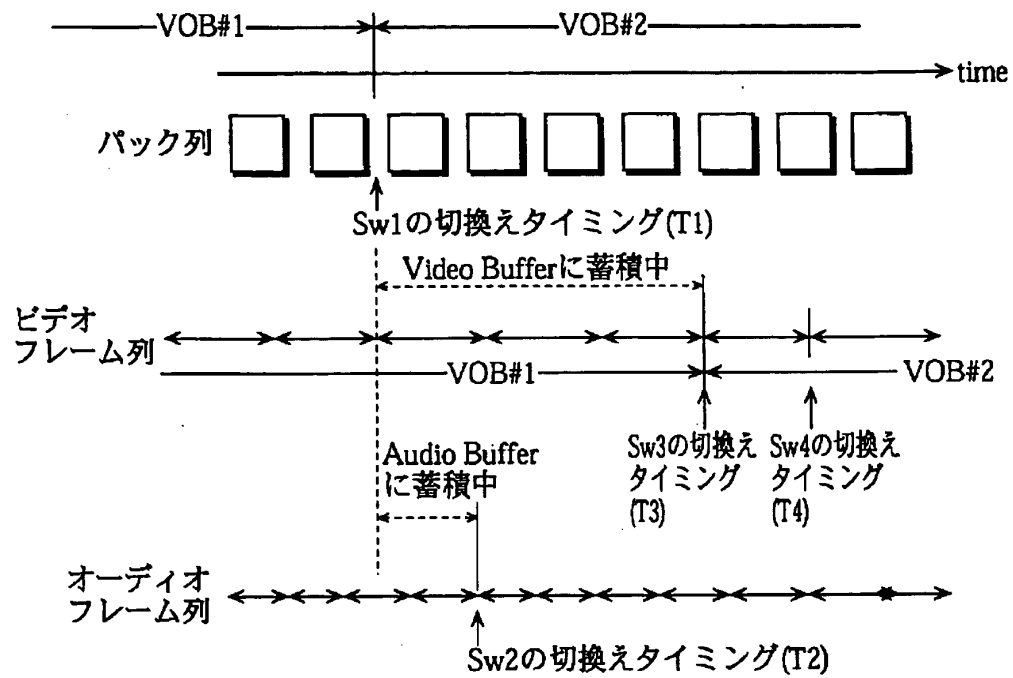 VOB#1 VOB#2
time
パック列
Sw1の切換えタイミング(T1)
Video Bufferに蓄積中
ビデオ
フレーム列
VOB#1 VOB#2
Sw3の切換え
タイミング
(T3)
Sw4の切換え
タイミング
(T4)
Audio Buffer
に蓄積中
オーディオ
フレーム列
Sw2の切換えタイミング(T2)